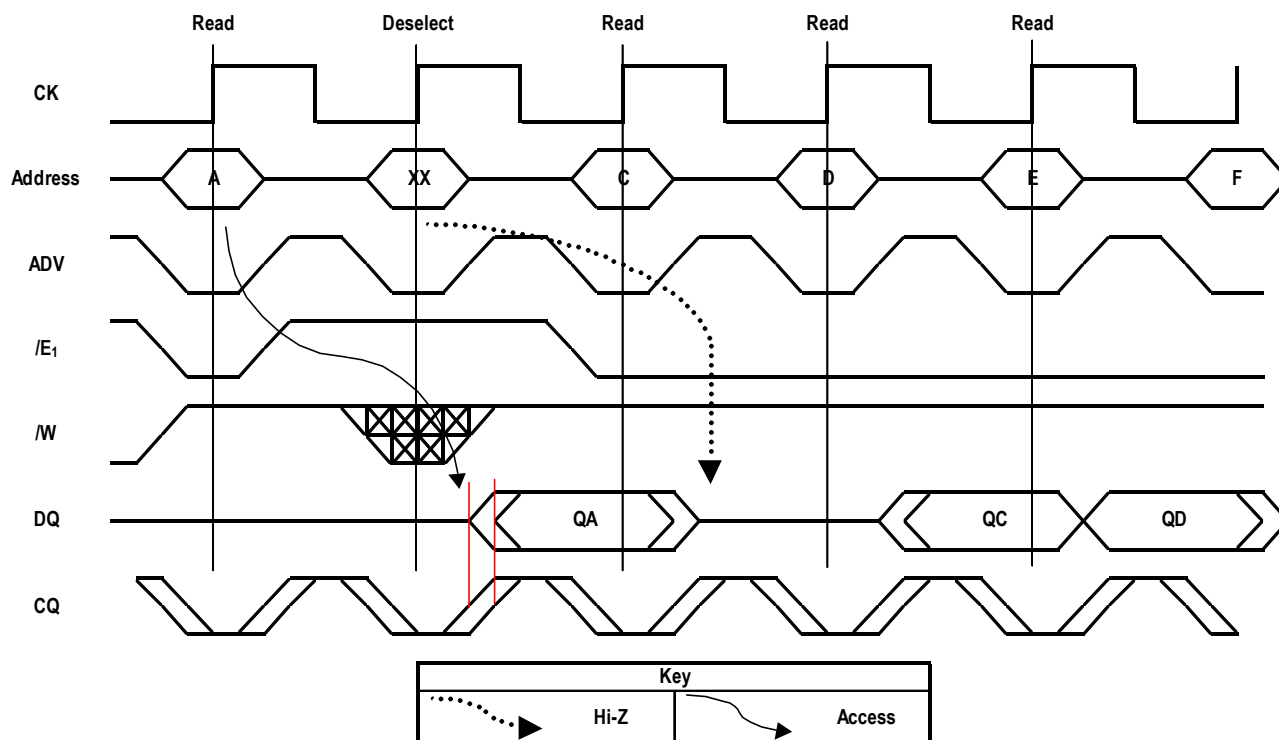 Read Deselect Read Read Read
CK
Address A XX C D E F
ADV
/E1
/W
DQ QA QC QD
CQ
Key
Hi-Z Access